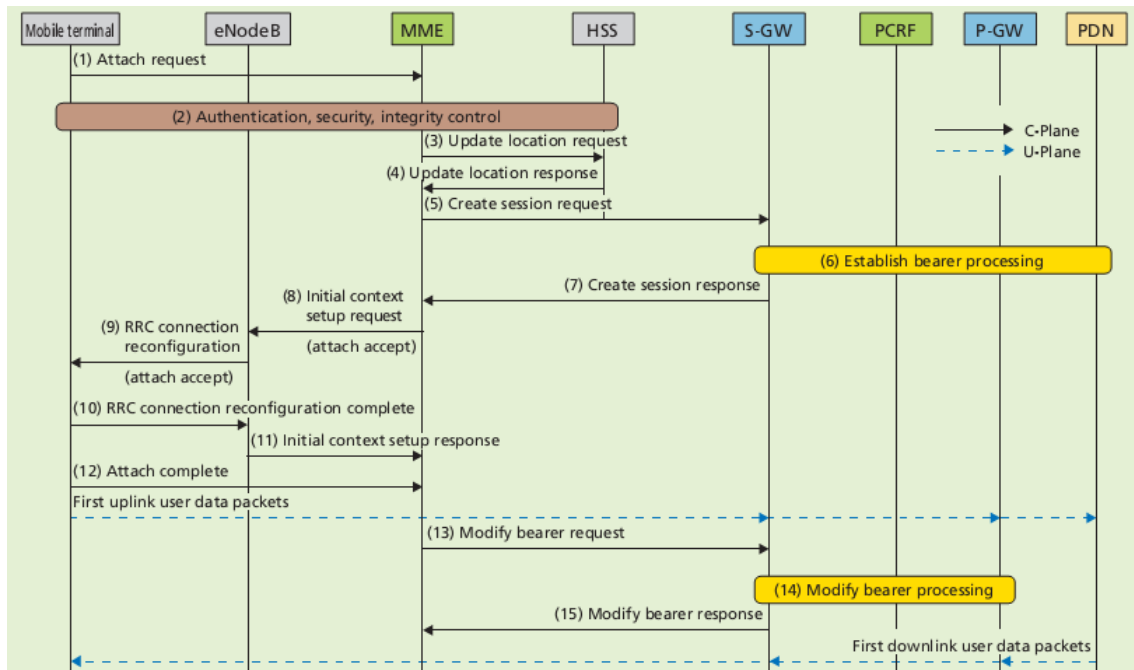 Mobile terminal
eNodeB
MME
HSS
S-GW
PCRF
P-GW
PDN
(1) Attach request
(2) Authentication, security, integrity control
(3) Update location request
C-Plane
U-Plane
(4) Update location response
(5) Create session request
(6) Establish bearer processing
(7) Create session response
(8) Initial context
setup request
(attach accept)
(9) RRC connection
reconfiguration
(attach accept)
(10) RRC connection reconfiguration complete
(11) Initial context setup response
(12) Attach complete
First uplink user data packets
(13) Modify bearer request
(14) Modify bearer processing
(15) Modify bearer response
First downlink user data packets